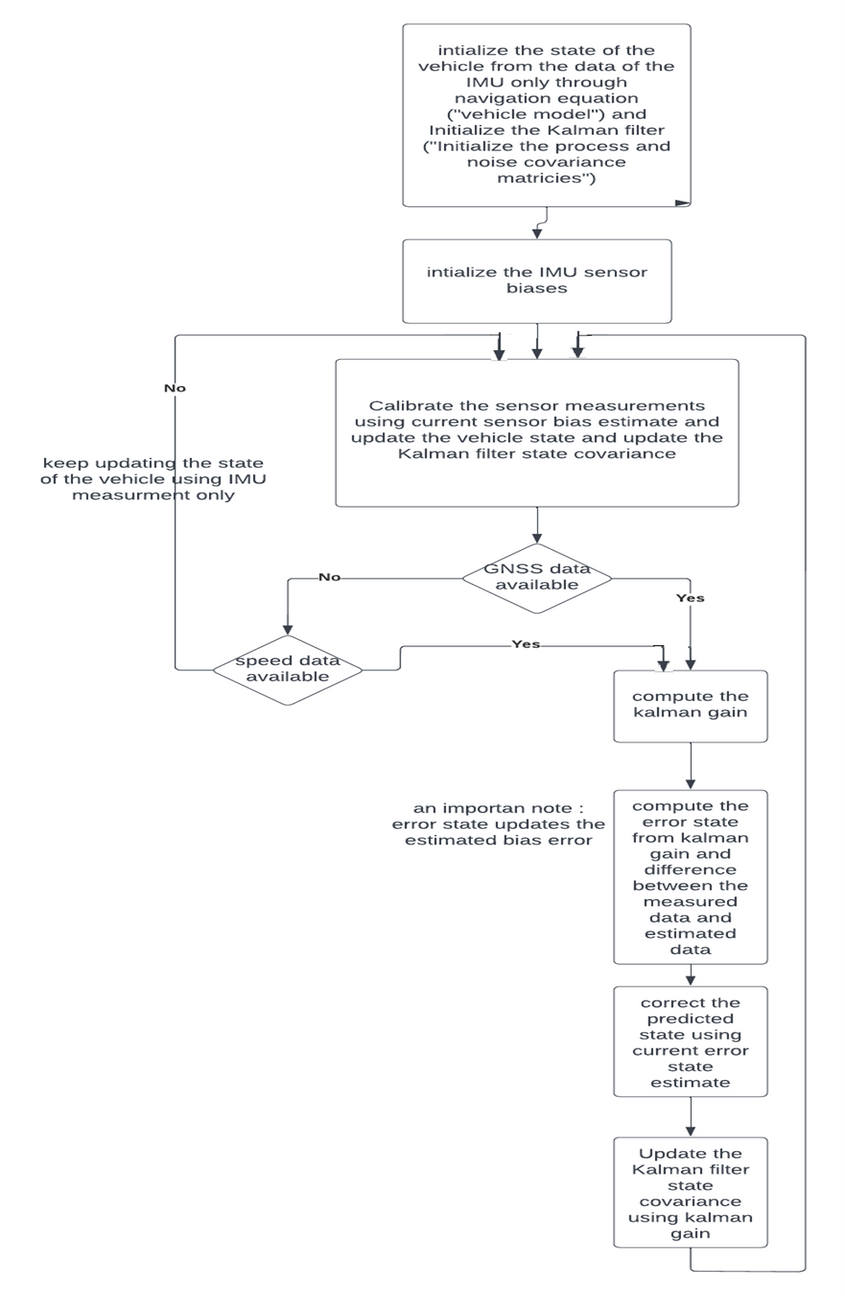 intialize the state of the
vehicle from the data of the
IMU only through
navigation equation
("vehicle model") and
Initialize the Kalman filter
("Initialize the process and
noise covariance
matricies")
intialize the IMU sensor
biases
No
Calibrate the sensor measurements
using current sensor bias estimate and
update the vehicle state and update the
Kalman filter state covariance
keep updating the state
of the vehicle using IMU
measurment only
GNSS data
available
No
Yes
speed data
available
Yes
compute the
kalman gain
an importan note :
error state updates the
estimated bias error
compute the
error state
from kalman
gain and
difference
between the
measured
data and
estimated
data
correct the
predicted
state using
current error
state
estimate
Update the
Kalman filter
state
covariance
using kalman
gain